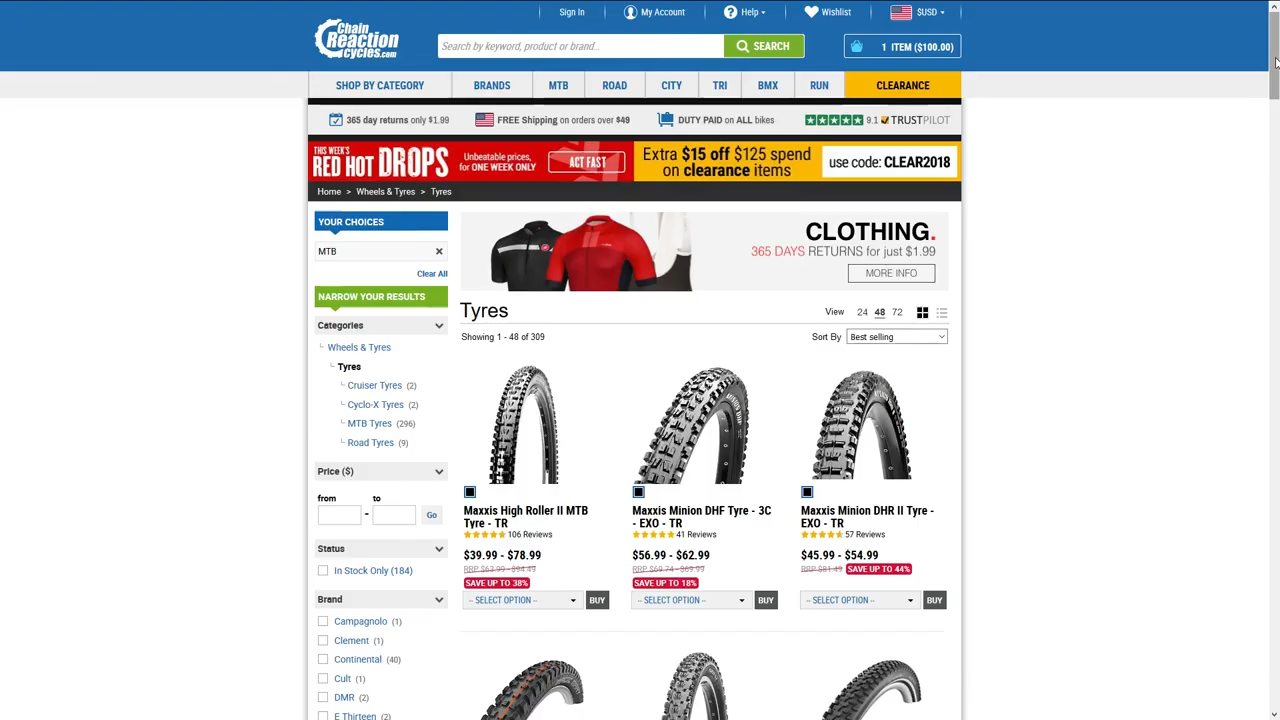 Sign In
My Account
Help
Wishlist
$USD
Chain
Reaction
Cycles.com
Search by keyword, product or brand...
SEARCH
1 ITEM ($100.00)
SHOP BY CATEGORY
BRANDS
MTB
ROAD
CITY
TRI
BMX
RUN
CLEARANCE
365 day returns only $1.99
FREE Shipping on orders over $49
DUTY PAID on ALL bikes
9.1 TRUSTPILOT
THIS WEEK'S
RED HOT DROPS
Unbeatable prices,
for ONE WEEK ONLY
ACT FAST
Extra $15 off $125 spend
on clearance items
use code: CLEAR2018
Home > Wheels & Tyres > Tyres
YOUR CHOICES
MTB
Clear All
NARROW YOUR RESULTS
Categories
Wheels & Tyres
Tyres
Cruiser Tyres (2)
Cyclo-X Tyres (2)
MTB Tyres (296)
Road Tyres (9)
Price ($)
from
to
-
Go
Status
In Stock Only (184)
Brand
Campagnolo (1)
Clement (1)
Continental (40)
Cult (1)
DMR (2)
E Thirteen (2)
CLOTHING.
365 DAYS RETURNS for just $1.99
MORE INFO
Tyres
View 24 48 72
Showing 1 - 48 of 309
Sort By Best selling
Maxxis High Roller II MTB
Tyre - TR
106 Reviews
$39.99 - $78.99
RRP $63.99 - $94.49
SAVE UP TO 38%
-- SELECT OPTION --
BUY
Maxxis Minion DHF Tyre - 3C
- EXO - TR
41 Reviews
$56.99 - $62.99
RRP $69.74 - $69.99
SAVE UP TO 18%
-- SELECT OPTION --
BUY
Maxxis Minion DHR II Tyre -
EXO - TR
57 Reviews
$45.99 - $54.99
RRP $81.49
SAVE UP TO 44%
-- SELECT OPTION --
BUY